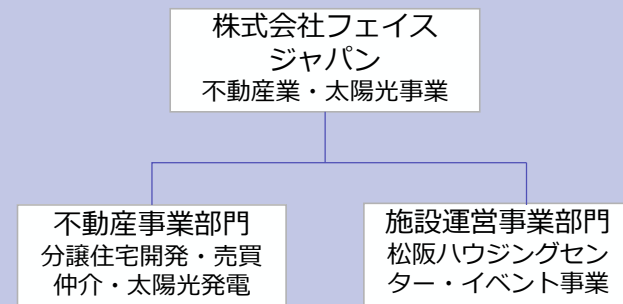 株式会社フェイス
ジャパン
不動産業・太陽光事業
不動産事業部門
分譲住宅開発・売買
仲介・太陽光発電
施設運営事業部門
松阪ハウジングセン
ター・イベント事業